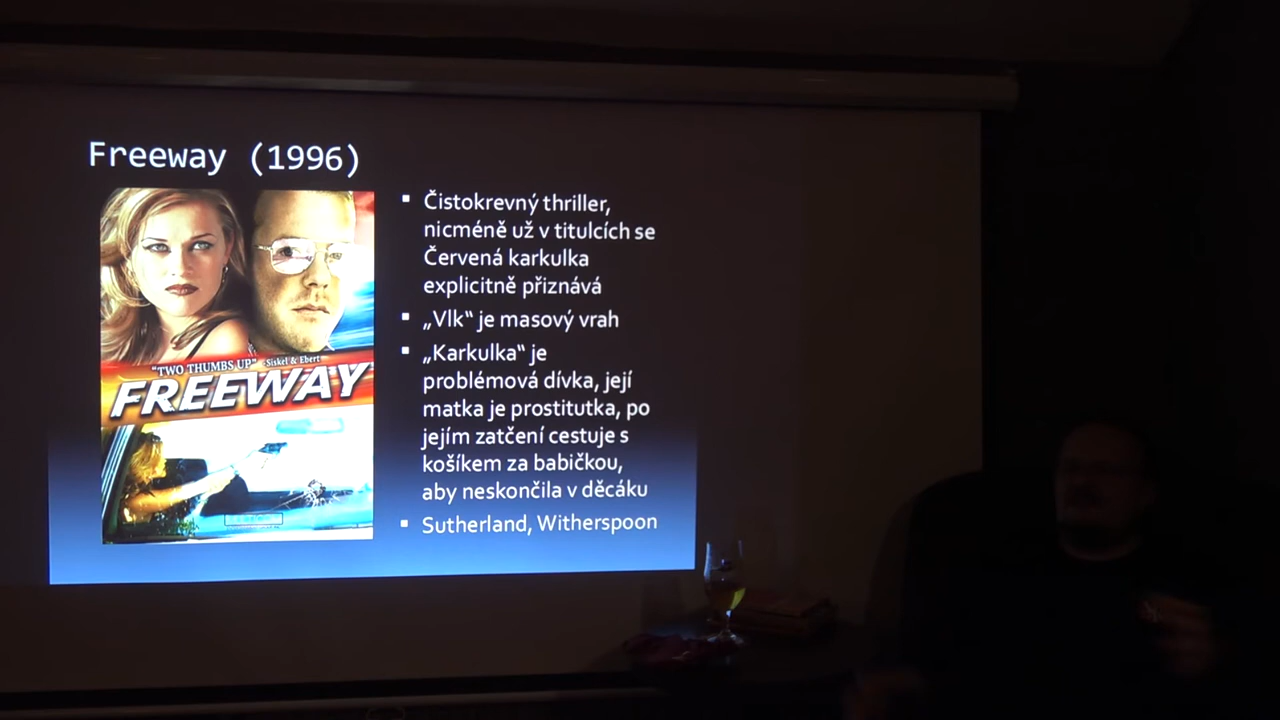 Freeway (1996)
"TWO THUMBS UP" -Siskel & Ebert
FREEWAY
▪ Čistokrevný thriller,
nicméně už v titulcích se
Červená karkulka
explicitně přiznává
▪ „Vlk“ je masový vrah
▪ „Karkulka“ je
problémová dívka, její
matka je prostitutka, po
jejím zatčení cestuje s
košíkem za babičkou,
aby neskončila v děcáku
▪ Sutherland, Witherspoon